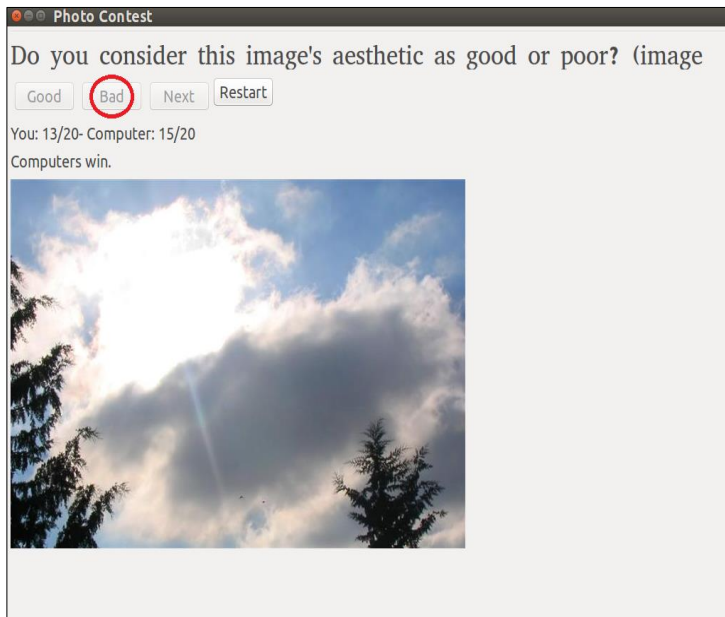 Photo Contest
Do you consider this image's aesthetic as good or poor? (image
Good Bad Next Restart
You: 13/20- Computer: 15/20
Computers win.